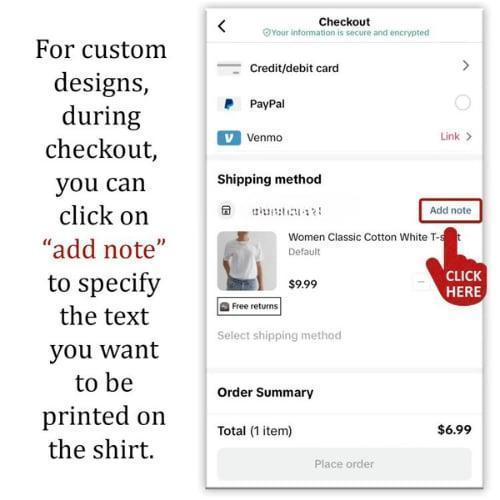 For custom
designs,
during
checkout,
you can
click on
“add note”
to specify
the text
you want
to be
printed on
the shirt.
Checkout
Your information is secure and encrypted
Credit/debit card
PayPal
Venmo
Link >
Shipping method
Add note
Women Classic Cotton White T-s
Default
$9.99
Free returns
CLICK
HERE
Select shipping method
Order Summary
Total (1 item)
$6.99
Place order